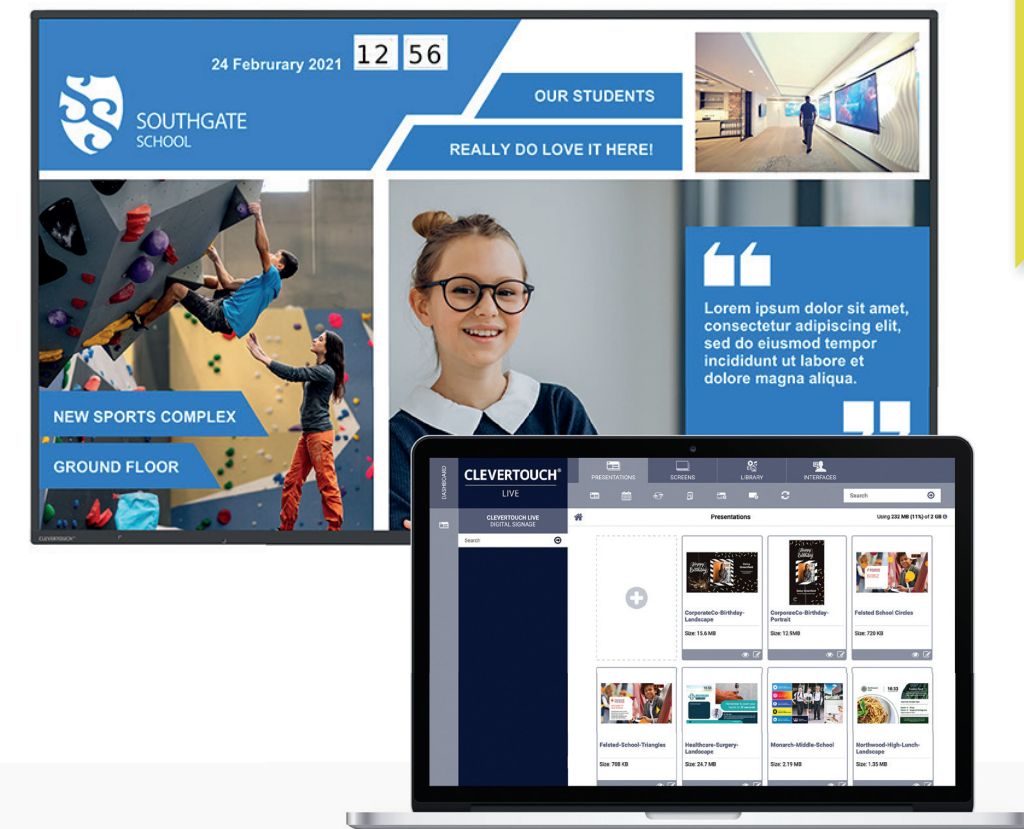 24 Februrary 2021
12 56
SOUTHGATE
SCHOOL
OUR STUDENTS
REALLY DO LOVE IT HERE!
NEW SPORTS COMPLEX
GROUND FLOOR
Lorem ipsum dolor sit amet,
consectetur adipiscing elit,
sed do eiusmod tempor
incididunt ut labore et
dolore magna aliqua.
CLEVERTOUCH
DASHBOARD
CLEVERTOUCH®
LIVE
PRESENTATIONS
SCREENS
LIBRARY
INTERFACES
Search
CLEVERTOUCH LIVE
DIGITAL SIGNAGE
Search
Presentations
Using 232 MB (11%) of 2 GB
CorporateCo-Birthday-
Landscape
Size: 15.6 MB
CorporateCo-Birthday-
Portrait
Size: 12.9MB
Felsted School Circles
Size: 720 KB
Felsted-School-Triangles
Size: 708 KB
Healthcare-Surgery-
Landscape
Size: 24.7 MB
Monarch-Middle-School
Size: 2.19 MB
Northwood-High-Lunch-
Landscape
Size: 1.35 MB